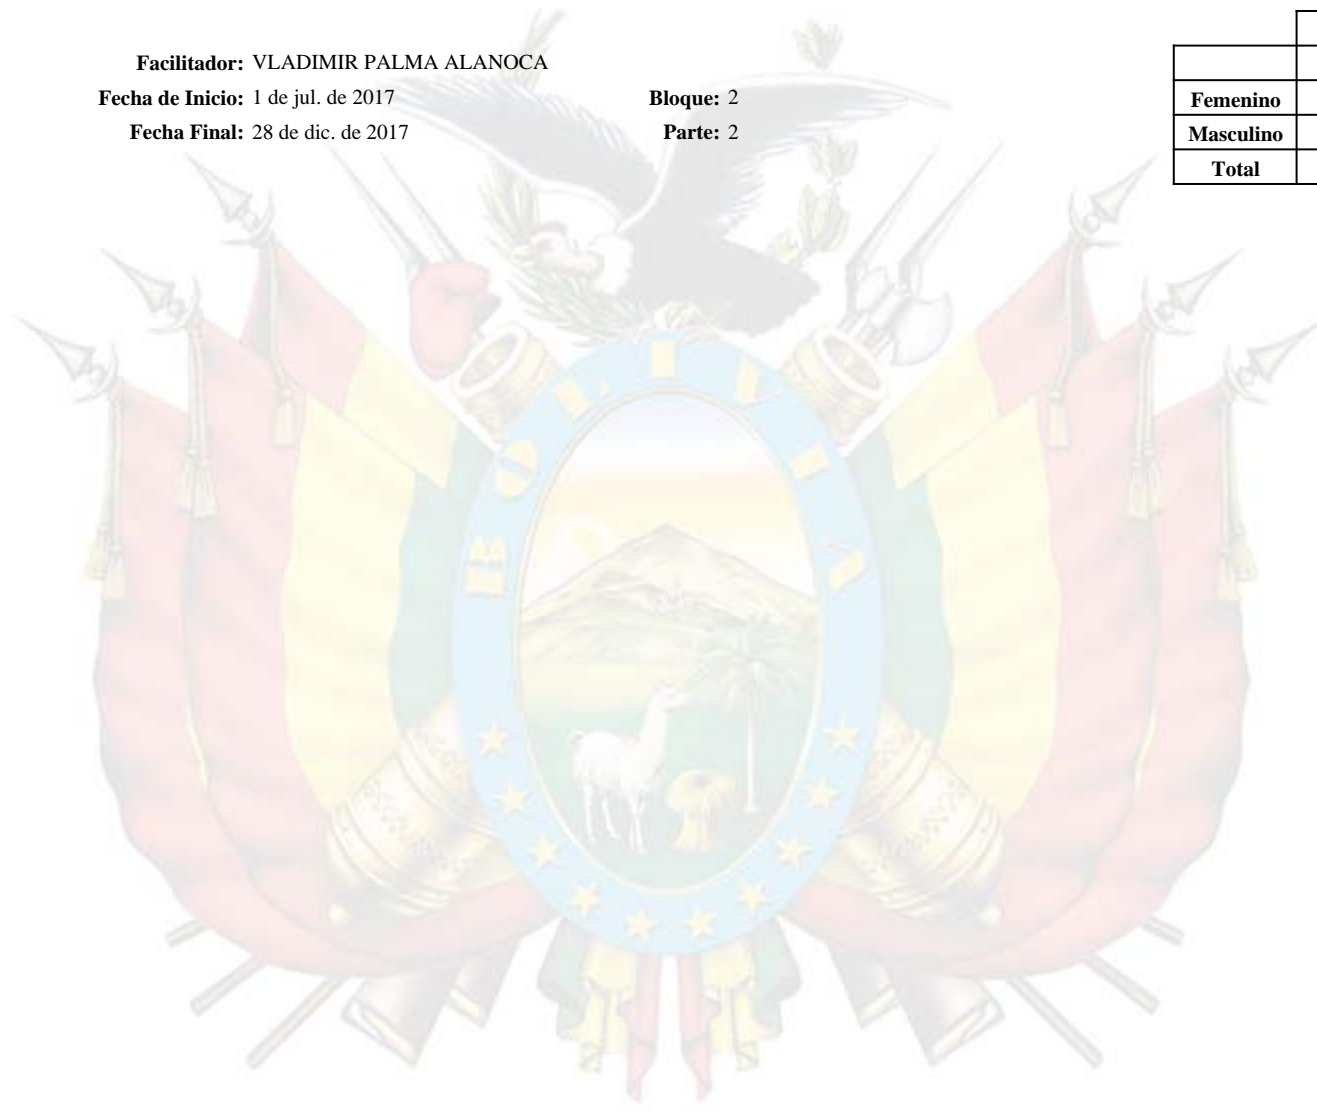 Facilitador: VLADIMIR PALMA ALANOCA
Fecha de Inicio: 1 de jul. de 2017 Bloque: 2
Fecha Final: 28 de dic. de 2017 Parte: 2
Femenino
Masculino
Total
BOLIVIA